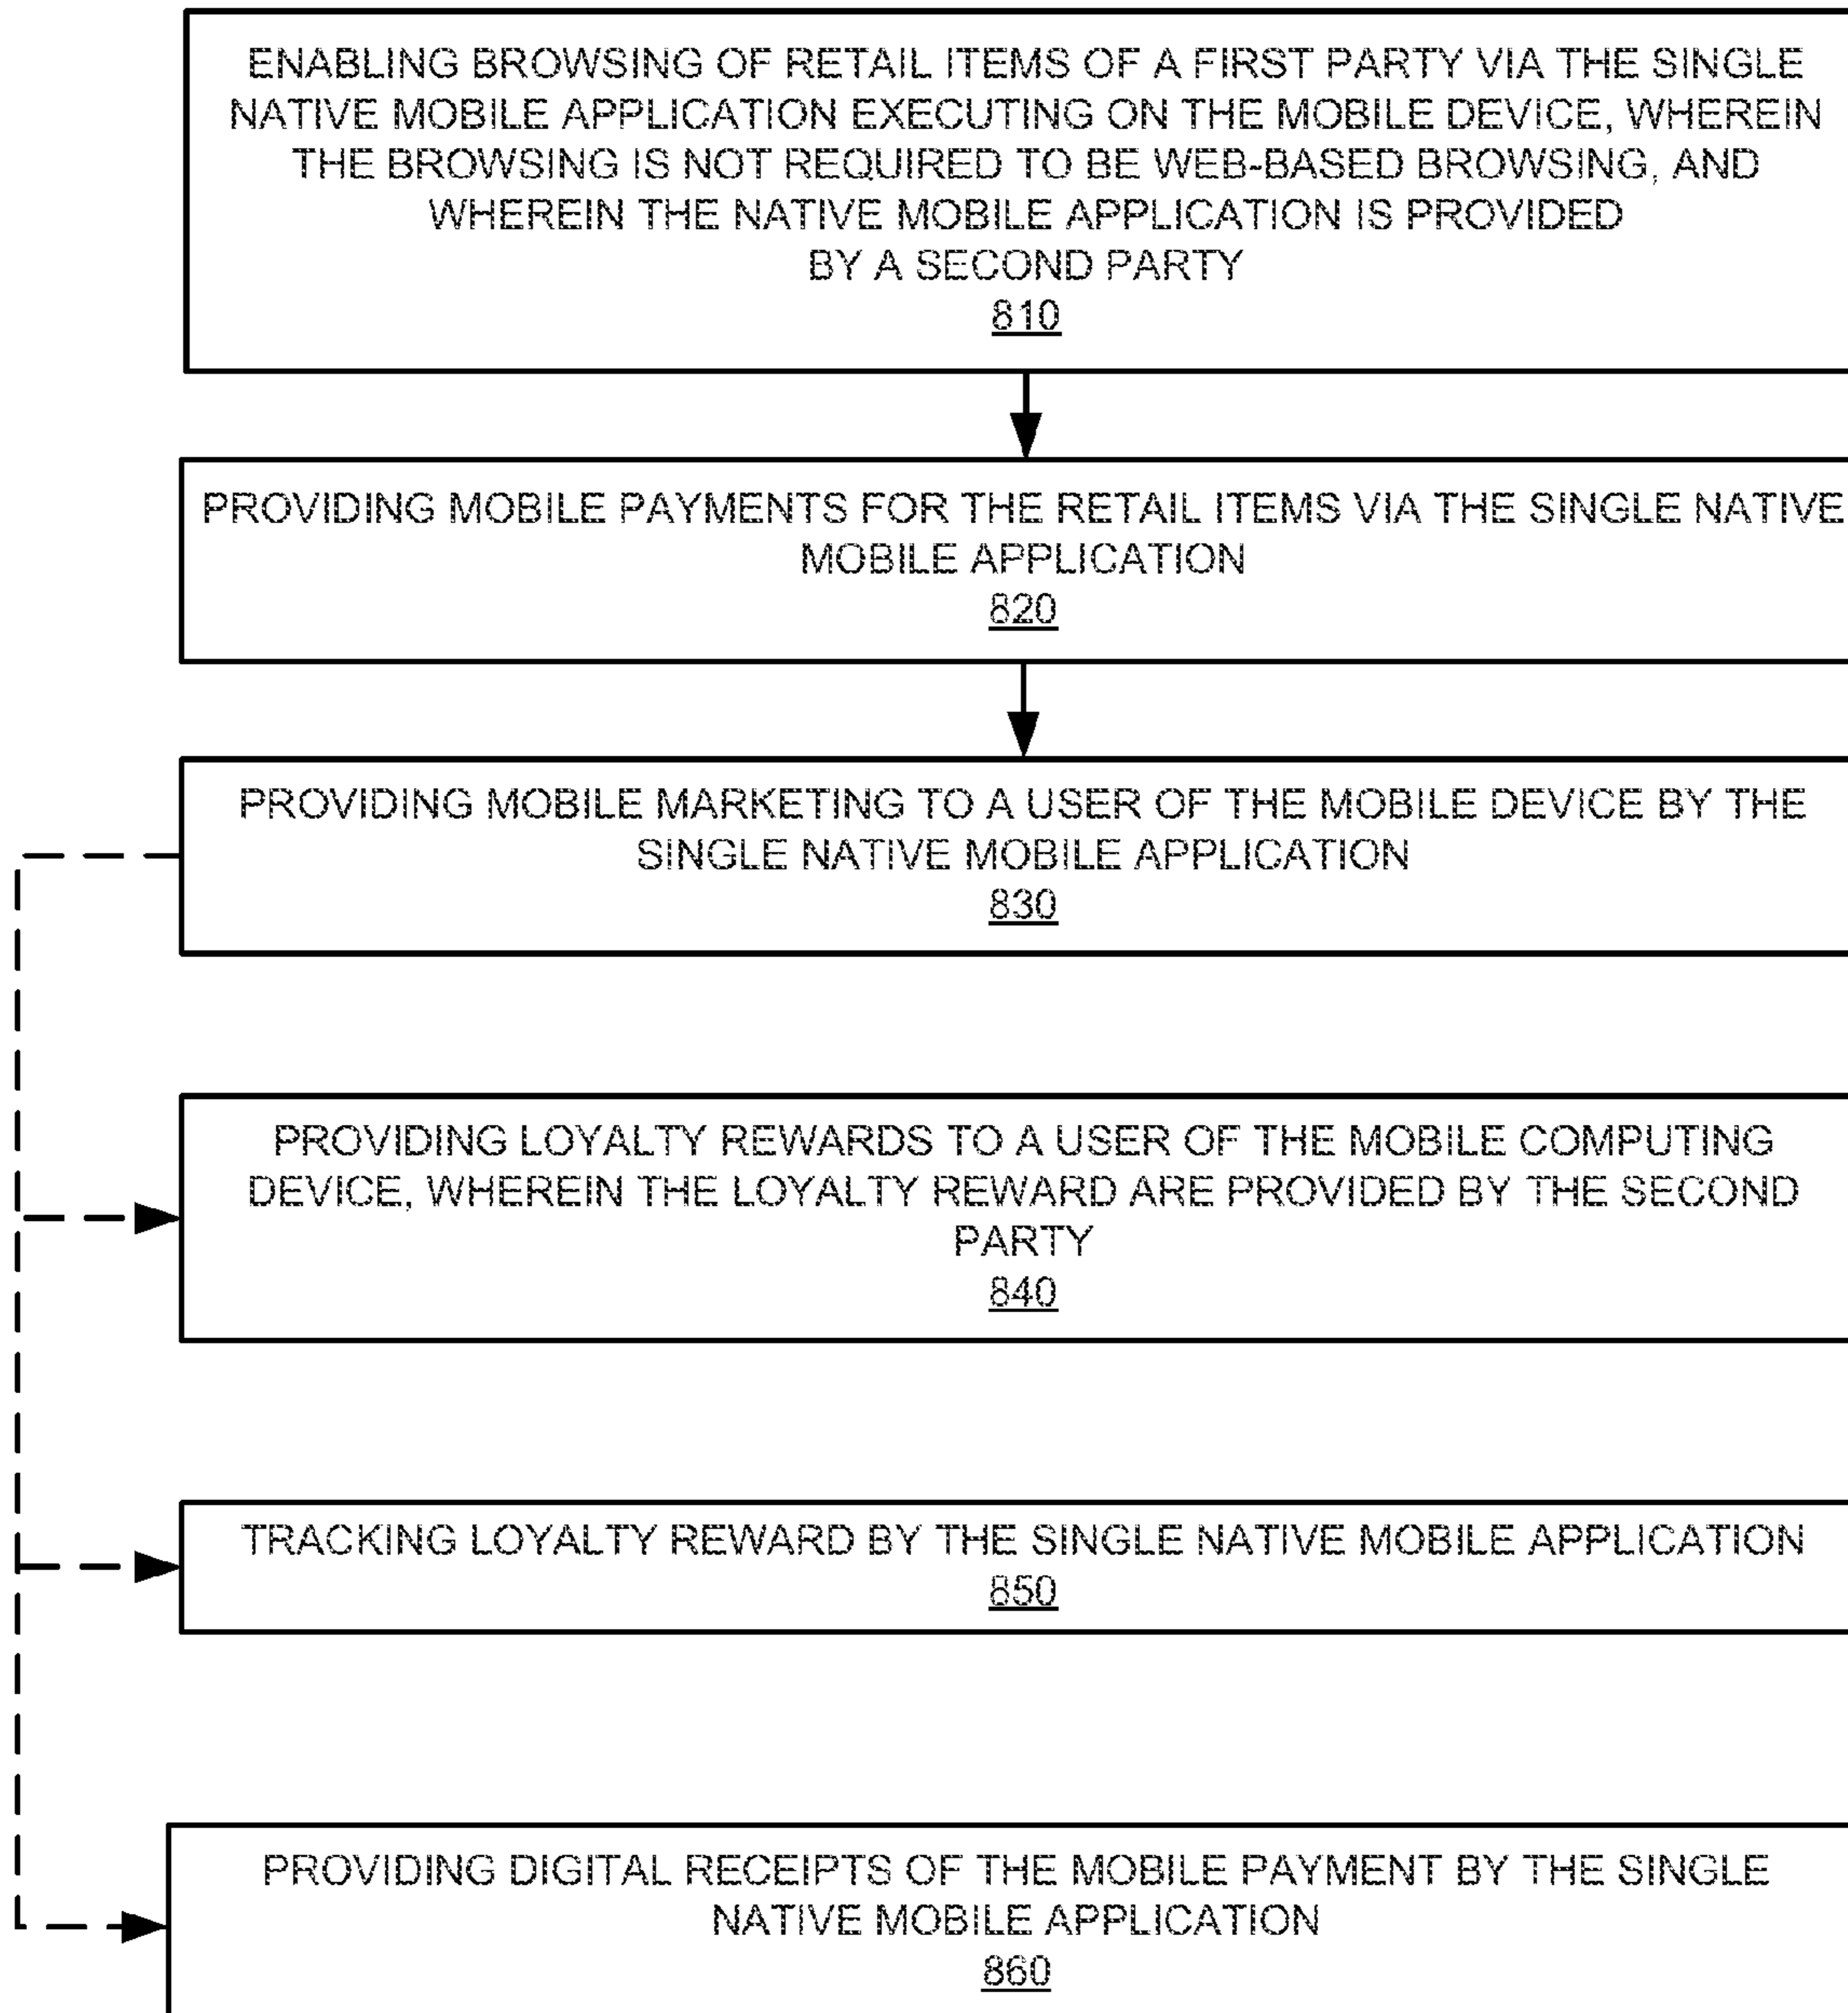 ENABLING BROWSING OF RETAIL ITEMS OF A FIRST PARTY VIA THE SINGLE
NATIVE MOBILE APPLICATION EXECUTING ON THE MOBILE DEVICE, WHEREIN
THE BROWSING IS NOT REQUIRED TO BE WEB-BASED BROWSING, AND
WHEREIN THE NATIVE MOBILE APPLICATION IS PROVIDED
BY A SECOND PARTY
810
PROVIDING MOBILE PAYMENTS FOR THE RETAIL ITEMS VIA THE SINGLE NATIVE
MOBILE APPLICATION
820
PROVIDING MOBILE MARKETING TO A USER OF THE MOBILE DEVICE BY THE
SINGLE NATIVE MOBILE APPLICATION
830
PROVIDING LOYALTY REWARDS TO A USER OF THE MOBILE COMPUTING
DEVICE, WHEREIN THE LOYALTY REWARD ARE PROVIDED BY THE SECOND
PARTY
840
TRACKING LOYALTY REWARD BY THE SINGLE NATIVE MOBILE APPLICATION
850
PROVIDING DIGITAL RECEIPTS OF THE MOBILE PAYMENT BY THE SINGLE
NATIVE MOBILE APPLICATION
860